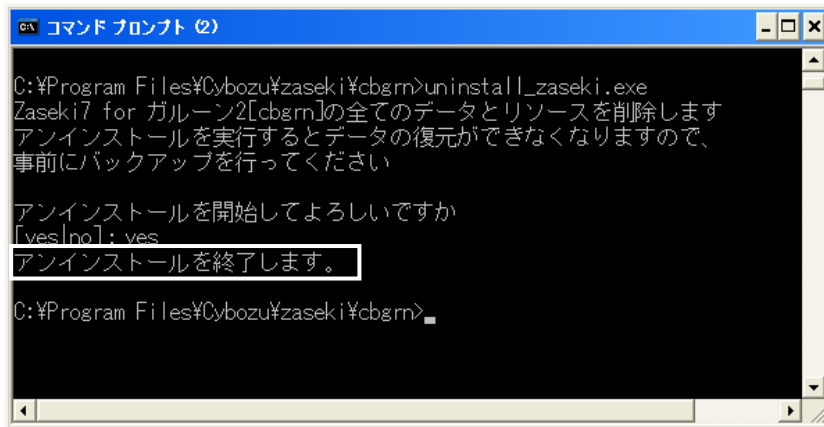 コマンド プロンプト (2)
C:¥Program Files¥Cybozu¥zaseki¥cbgrn>uninstall_zaseki.exe
Zaseki7 for ガルーン2[cbgrn]の全てのデータとリソースを削除します
アンインストールを実行するとデータの復元ができなくなりますので、
事前にバックアップを行ってください
アンインストールを開始してよろしいですか
[yes|no]: yes
アンインストールを終了します。
C:¥Program Files¥Cybozu¥zaseki¥cbgrn>